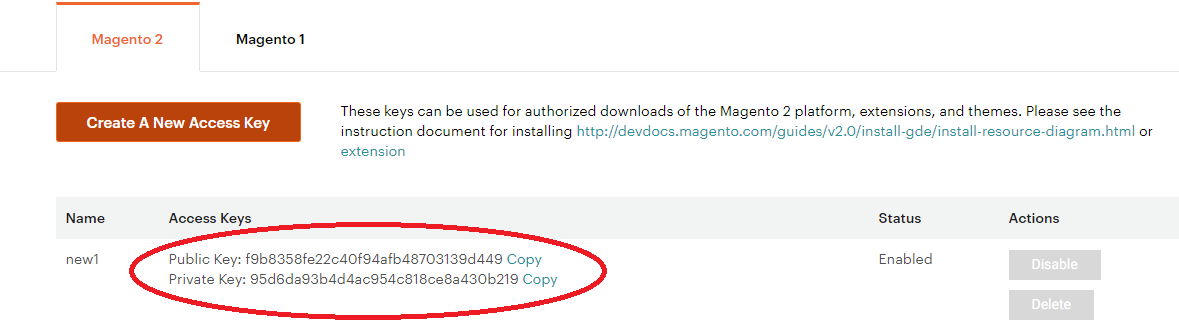 Magento 2 Magento 1
Create A New Access Key
These keys can be used for authorized downloads of the Magento 2 platform, extensions, and themes. Please see the
instruction document for installing http://devdocs.magento.com/guides/v2.0/install-gde/install-resource-diagram.html or
extension
Name Access Keys Status Actions
new1 Public Key: f9b8358fe22c40f94afb48703139d449 Copy Enabled Disable
Private Key: 95d6da93b4d4ac954c818ce8a430b219 Copy
Delete